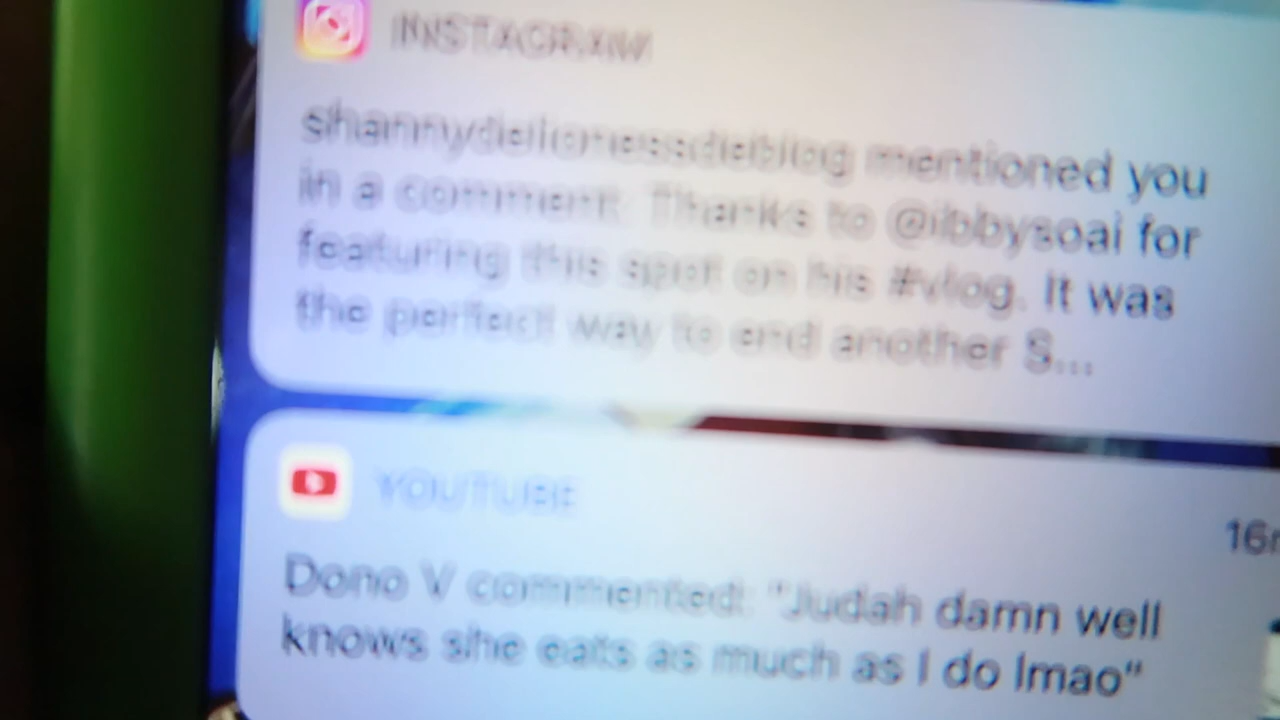 INSTAGRAM
shannydelionessdieblog mentioned you
in a comment: Thanks to @ibbysoai for
featuring this spot on his #vlog. It was
the perfect way to end another S...
YOUTUBE
Dono V commented: "Judah damn well
knows she eats as much as I do lmao"